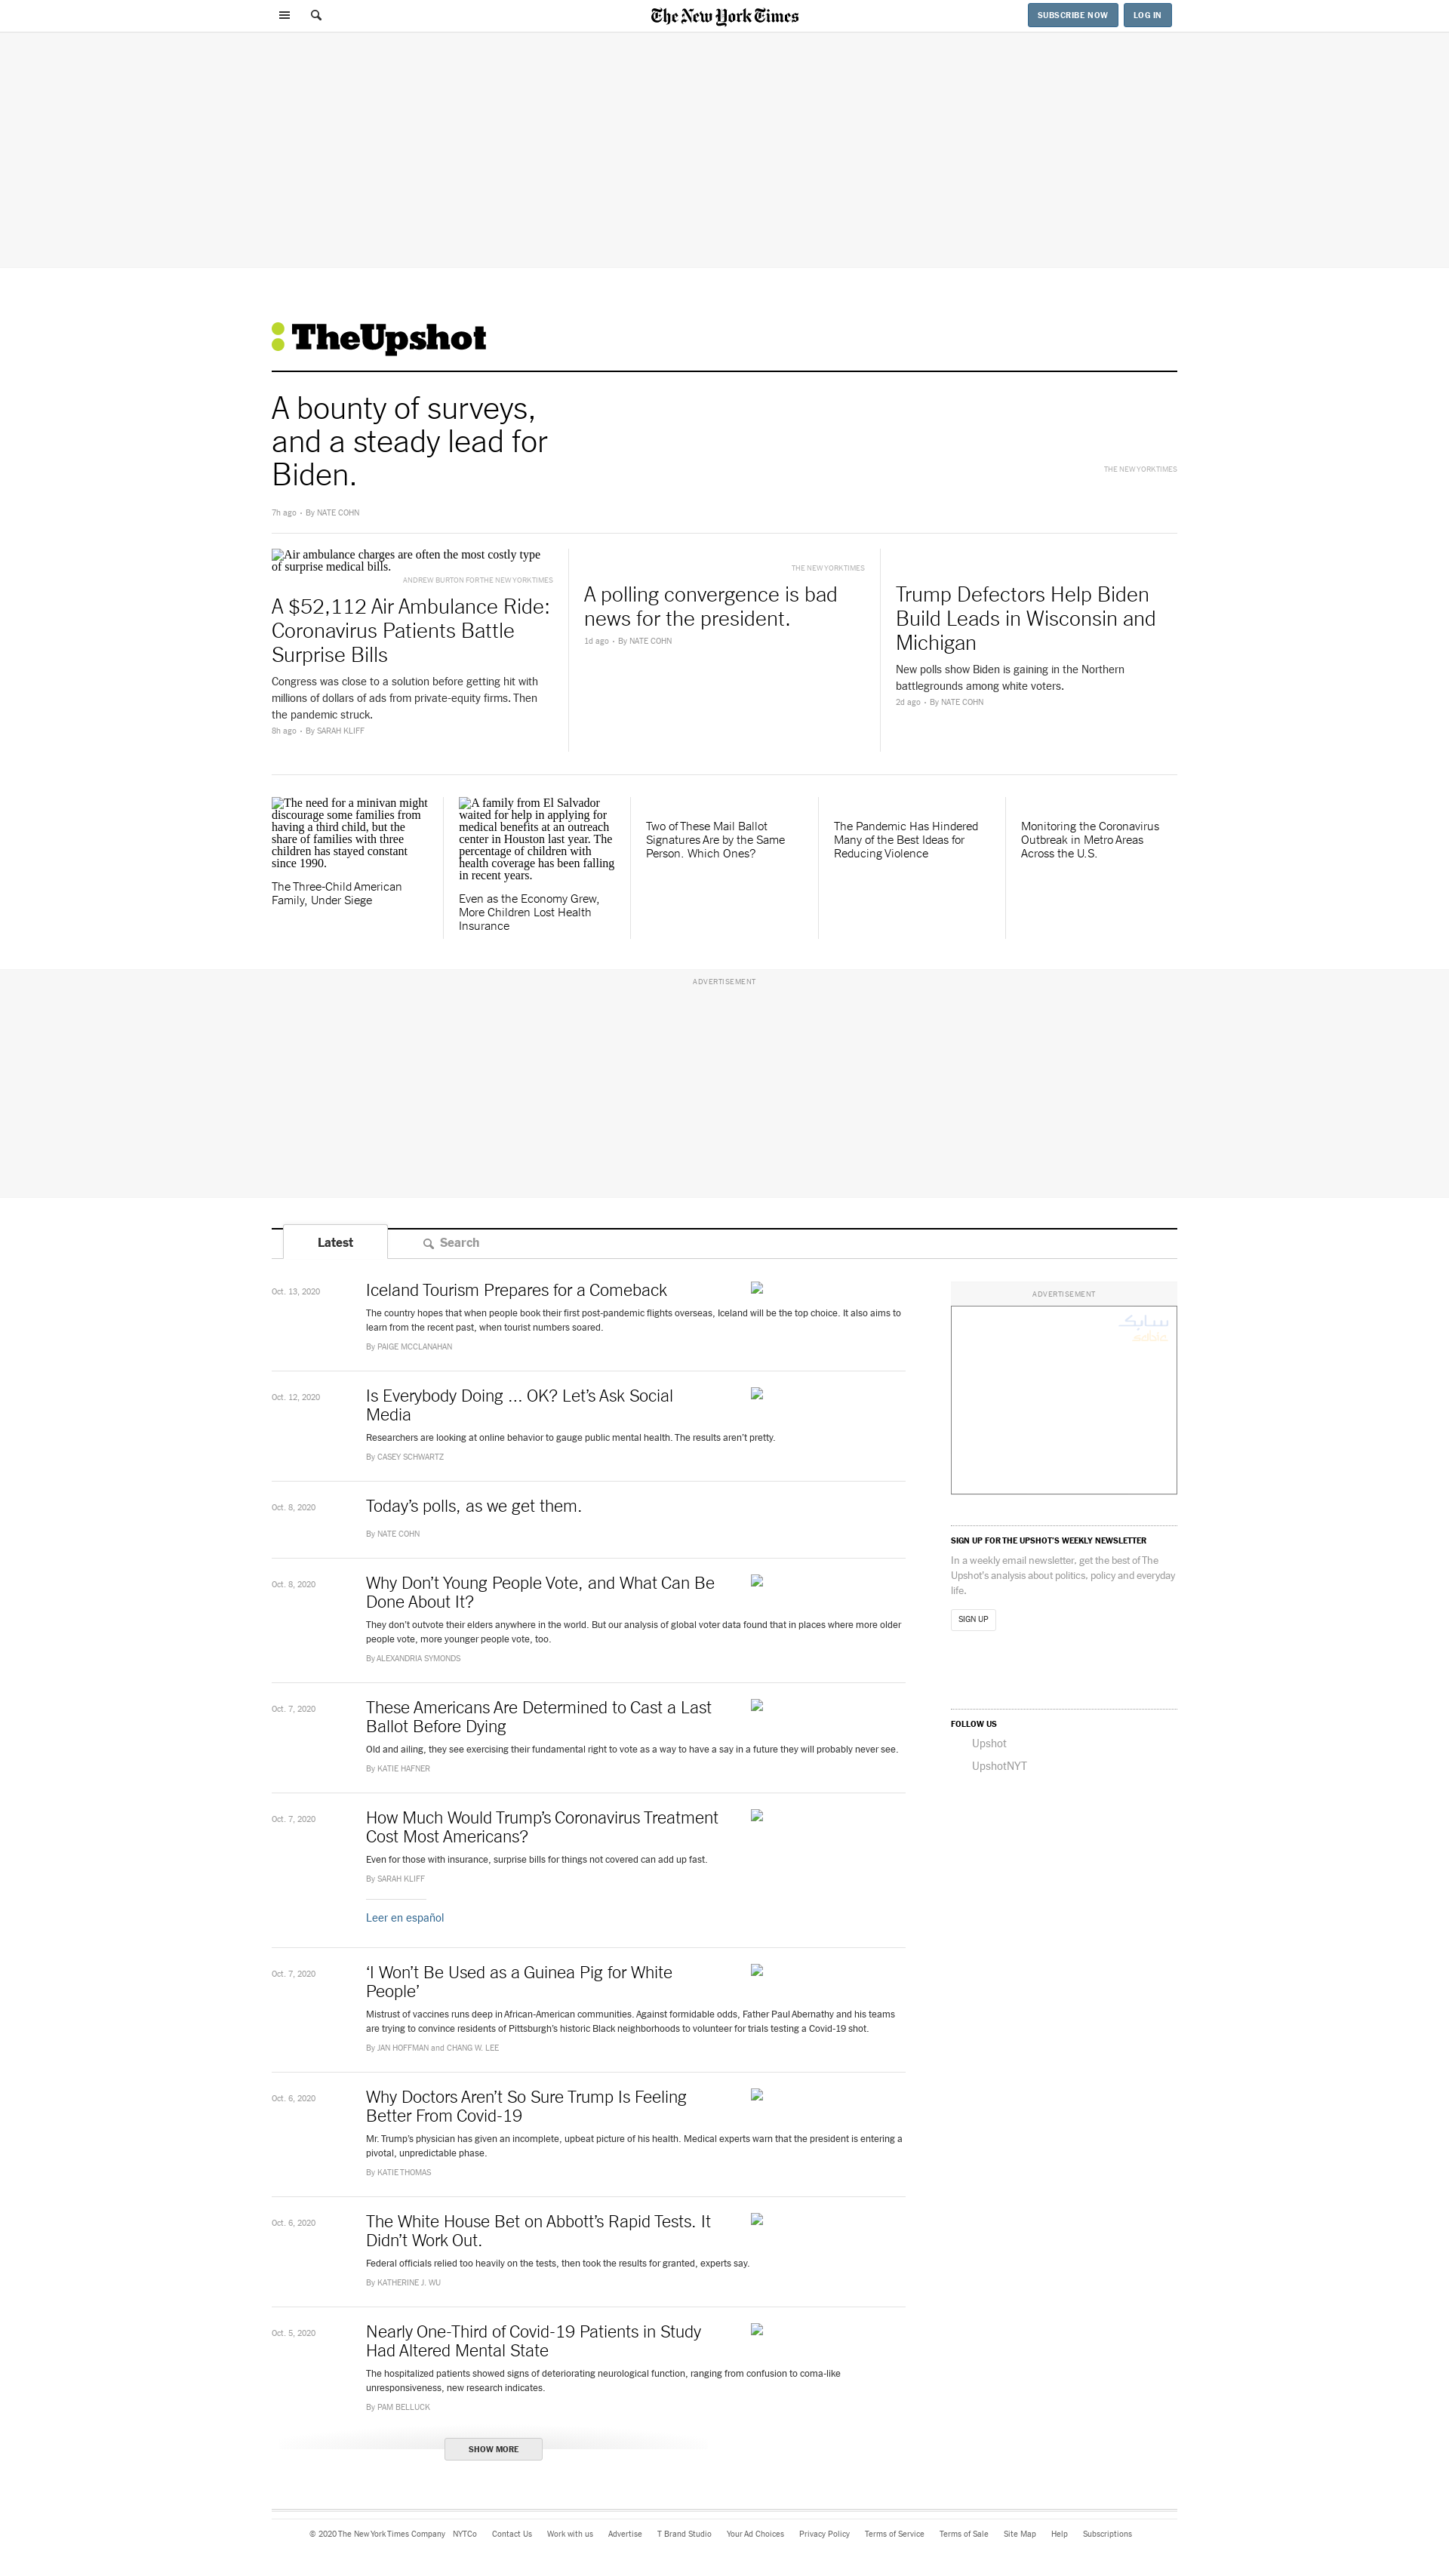 The New York Times
SUBSCRIBE NOW
LOG IN
TheUpshot
A bounty of surveys,
and a steady lead for
Biden.
THE NEW YORK TIMES
7h ago • By NATE COHN
Air ambulance charges are often the most costly type
of surprise medical bills.
ANDREW BURTON FOR THE NEW YORK TIMES
A $52,112 Air Ambulance Ride:
Coronavirus Patients Battle
Surprise Bills
Congress was close to a solution before getting hit with
millions of dollars of ads from private-equity firms. Then
the pandemic struck.
8h ago • By SARAH KLIFF
THE NEW YORK TIMES
A polling convergence is bad
news for the president.
1d ago • By NATE COHN
Trump Defectors Help Biden
Build Leads in Wisconsin and
Michigan
New polls show Biden is gaining in the Northern
battlegrounds among white voters.
2d ago • By NATE COHN
The need for a minivan might
discourage some families from
having a third child, but the
share of families with three
children has stayed constant
since 1990.
The Three-Child American
Family, Under Siege
A family from El Salvador
waited for help in applying for
medical benefits at an outreach
center in Houston last year. The
percentage of children with
health coverage has been falling
in recent years.
Even as the Economy Grew,
More Children Lost Health
Insurance
Two of These Mail Ballot
Signatures Are by the Same
Person. Which Ones?
The Pandemic Has Hindered
Many of the Best Ideas for
Reducing Violence
Monitoring the Coronavirus
Outbreak in Metro Areas
Across the U.S.
ADVERTISEMENT
Latest
Search
Oct. 13, 2020
Iceland Tourism Prepares for a Comeback
The country hopes that when people book their first post-pandemic flights overseas, Iceland will be the top choice. It also aims to
learn from the recent past, when tourist numbers soared.
By PAIGE MCCLANAHAN
Oct. 12, 2020
Is Everybody Doing ... OK? Let’s Ask Social
Media
Researchers are looking at online behavior to gauge public mental health. The results aren’t pretty.
By CASEY SCHWARTZ
Oct. 8, 2020
Today’s polls, as we get them.
By NATE COHN
Oct. 8, 2020
Why Don’t Young People Vote, and What Can Be
Done About It?
They don’t outvote their elders anywhere in the world. But our analysis of global voter data found that in places where more older
people vote, more younger people vote, too.
By ALEXANDRIA SYMONDS
Oct. 7, 2020
These Americans Are Determined to Cast a Last
Ballot Before Dying
Old and ailing, they see exercising their fundamental right to vote as a way to have a say in a future they will probably never see.
By KATIE HAFNER
Oct. 7, 2020
How Much Would Trump’s Coronavirus Treatment
Cost Most Americans?
Even for those with insurance, surprise bills for things not covered can add up fast.
By SARAH KLIFF
Leer en español
Oct. 7, 2020
‘I Won’t Be Used as a Guinea Pig for White
People’
Mistrust of vaccines runs deep in African-American communities. Against formidable odds, Father Paul Abernathy and his teams
are trying to convince residents of Pittsburgh’s historic Black neighborhoods to volunteer for trials testing a Covid-19 shot.
By JAN HOFFMAN and CHANG W. LEE
Oct. 6, 2020
Why Doctors Aren’t So Sure Trump Is Feeling
Better From Covid-19
Mr. Trump’s physician has given an incomplete, upbeat picture of his health. Medical experts warn that the president is entering a
pivotal, unpredictable phase.
By KATIE THOMAS
Oct. 6, 2020
The White House Bet on Abbott’s Rapid Tests. It
Didn’t Work Out.
Federal officials relied too heavily on the tests, then took the results for granted, experts say.
By KATHERINE J. WU
Oct. 5, 2020
Nearly One-Third of Covid-19 Patients in Study
Had Altered Mental State
The hospitalized patients showed signs of deteriorating neurological function, ranging from confusion to coma-like
unresponsiveness, new research indicates.
By PAM BELLUCK
SHOW MORE
ADVERTISEMENT
سابك
sabic
SIGN UP FOR THE UPSHOT’S WEEKLY NEWSLETTER
In a weekly email newsletter, get the best of The
Upshot’s analysis about politics, policy and everyday
life.
SIGN UP
FOLLOW US
Upshot
UpshotNYT
© 2020 The New York Times Company NYTCo Contact Us Work with us Advertise T Brand Studio Your Ad Choices Privacy Policy Terms of Service Terms of Sale Site Map Help Subscriptions